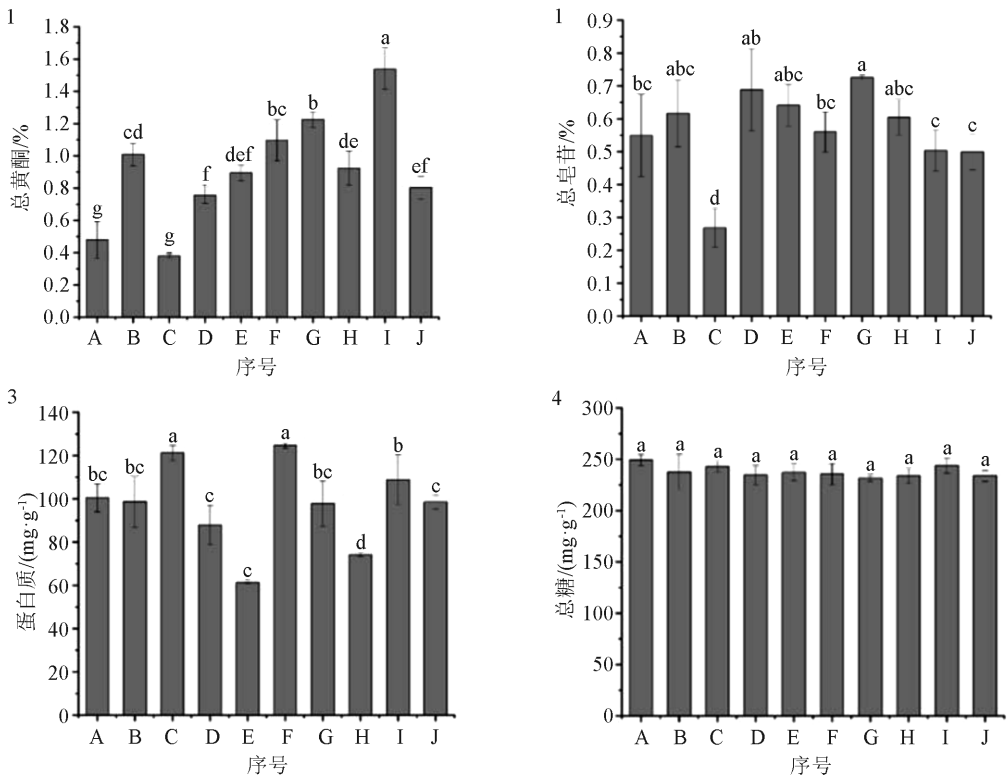 1
总黄酮/%
1.8
1.6
1.4
1.2
1.0
0.8
0.6
0.4
0.2
0.0
g
cd
g
f
def
bc
b
de
a
ef
A B C D E F G H I J
序号
1
总皂苷/%
0.9
0.8
0.7
0.6
0.5
0.4
0.3
0.2
0.1
0.0
bc
abc
d
ab
abc
bc
a
abc
c
c
A B C D E F G H I J
序号
3
蛋白质/(mg·g⁻¹)
140
120
100
80
60
40
20
0
bc
bc
a
c
c
a
bc
d
b
c
A B C D E F G H I J
序号
4
总糖/(mg·g⁻¹)
300
250
200
150
100
50
0
a
a
a
a
a
a
a
a
a
a
A B C D E F G H I J
序号